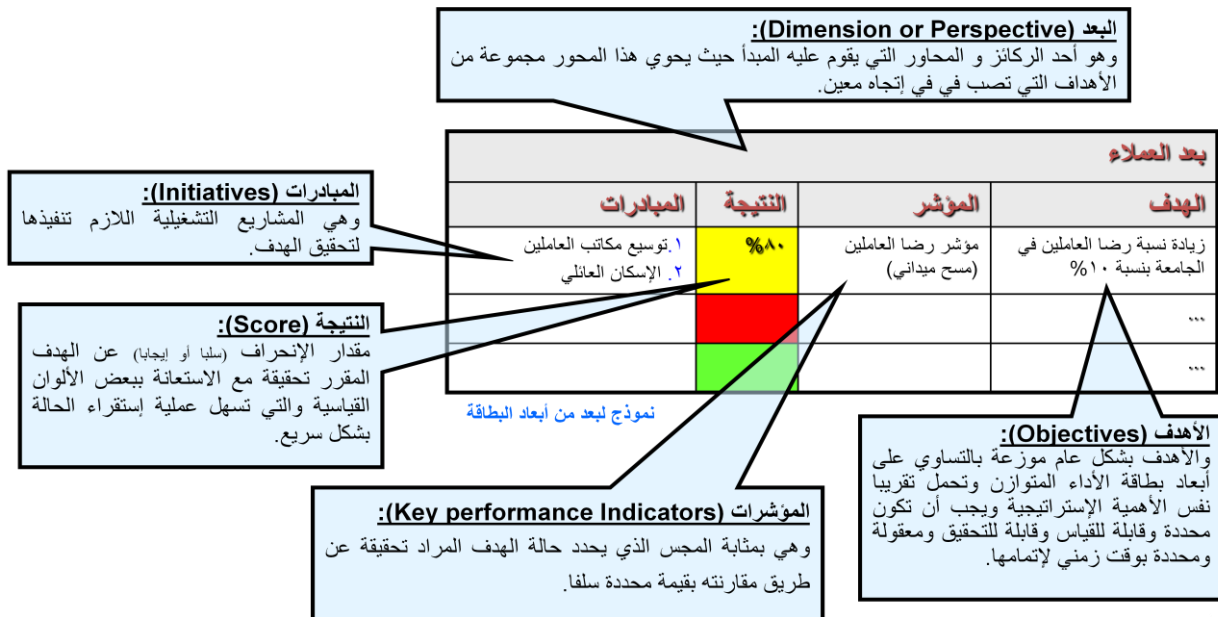 البعد (Dimension or Perspective):
وهو أحد الركائز و المحاور التي يقوم عليه المبدأ حيث يحوي هذا المحور مجموعة من
الأهداف التي تصب في في إتجاه معين.
بعد العملاء
الهدف المؤشر النتيجة المبادرات
زيادة نسبة رضا العاملين في
الجامعة بنسبة ١٠%
مؤشر رضا العاملين
(مسح ميداني)
%٨٠
١.توسيع مكاتب العاملين
٢. الإسكان العائلي
...
...
نموذج لبعد من أبعاد البطاقة
المبادرات (Initiatives):
وهي المشاريع التشغيلية اللازم تنفيذها
لتحقيق الهدف.
النتيجة (Score):
مقدار الإنحراف (سلبا أو إيجابا) عن الهدف
المقرر تحقيقة مع الاستعانة ببعض الألوان
القياسية والتي تسهل عملية إستقراء الحالة
بشكل سريع.
الأهدف (Objectives):
والأهدف بشكل عام موزعة بالتساوي على
أبعاد بطاقة الأداء المتوازن وتحمل تقريبا
نفس الأهمية الإستراتيجية ويجب أن تكون
محددة وقابلة للقياس وقابلة للتحقيق ومعقولة
ومحددة بوقت زمني لإتمامها.
المؤشرات (Key performance Indicators):
وهي بمثابة المجس الذي يحدد حالة الهدف المراد تحقيقة عن
طريق مقارنته بقيمة محددة سلفا.